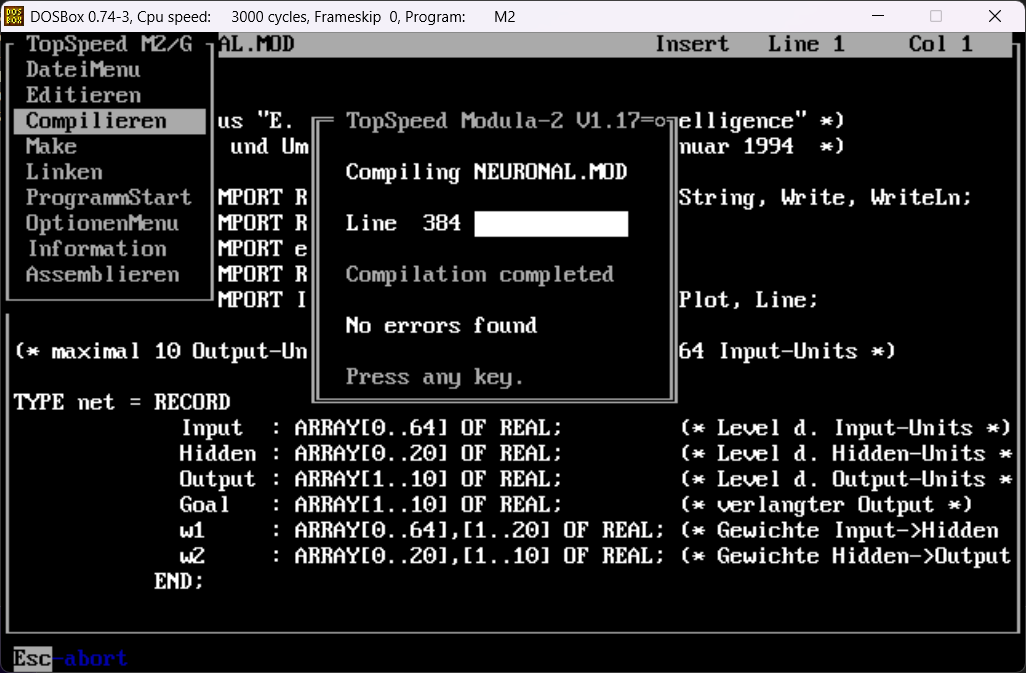 DOSBox 0.74-3, Cpu speed: 3000 cycles, Frameskip 0, Program: M2
TopSpeed M2/G AL.MOD Insert Line 1 Col 1
DateiMenu
Editieren
Compilieren
Make
Linken
ProgrammStart
OptionenMenu
Information
Assemblieren
TopSpeed Modula-2 V1.17
Compiling NEURONAL.MOD
Line 384
Compilation completed
No errors found
Press any key.
us "E. elligence" *)
und Um nuar 1994 *)
MPORT R String, Write, WriteLn;
MPORT R
MPORT e
MPORT R
MPORT I Plot, Line;
(* maximal 10 Output-Un 64 Input-Units *)
TYPE net = RECORD
Input : ARRAY[0..64] OF REAL; (* Level d. Input-Units *)
Hidden : ARRAY[0..20] OF REAL; (* Level d. Hidden-Units *
Output : ARRAY[1..10] OF REAL; (* Level d. Output-Units *
Goal : ARRAY[1..10] OF REAL; (* verlangter Output *)
w1 : ARRAY[0..64],[1..20] OF REAL; (* Gewichte Input->Hidden
w2 : ARRAY[0..20],[1..10] OF REAL; (* Gewichte Hidden->Output
END;
Esc-abort